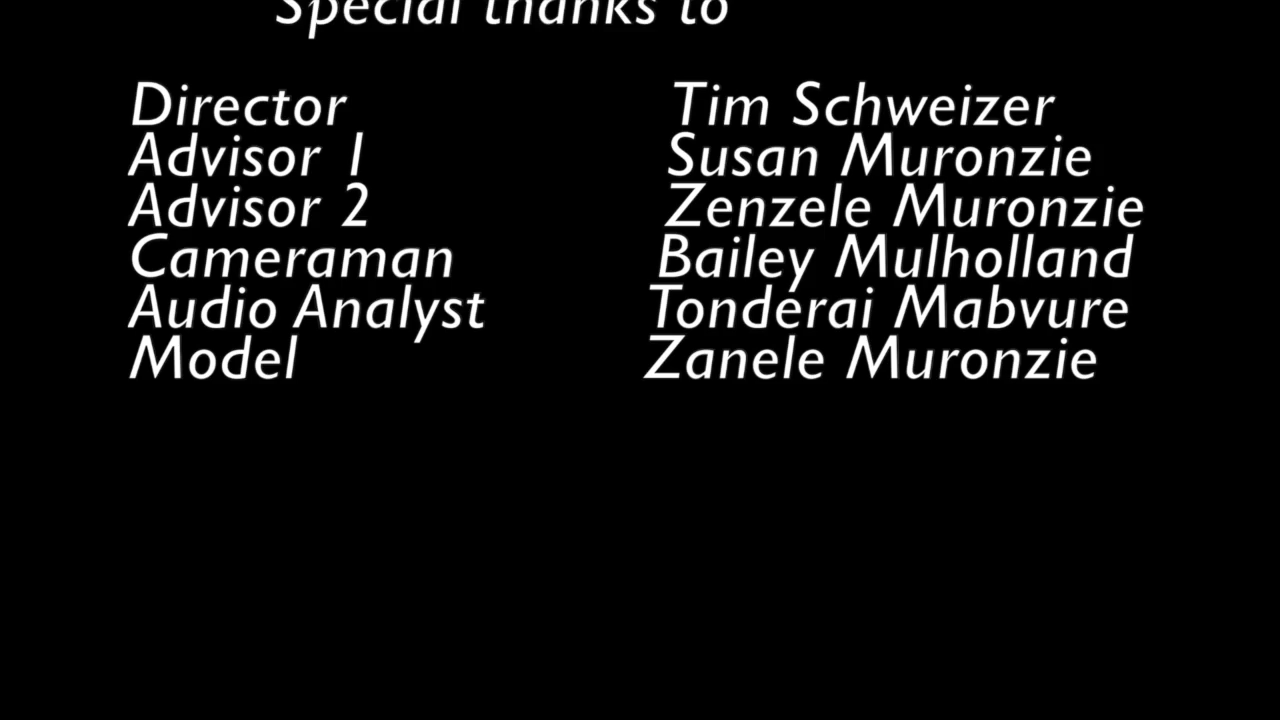 Special thanks to
Director Tim Schweizer
Advisor 1 Susan Muronzie
Advisor 2 Zenzele Muronzie
Cameraman Bailey Mulholland
Audio Analyst Tonderai Mabvure
Model Zanele Muronzie